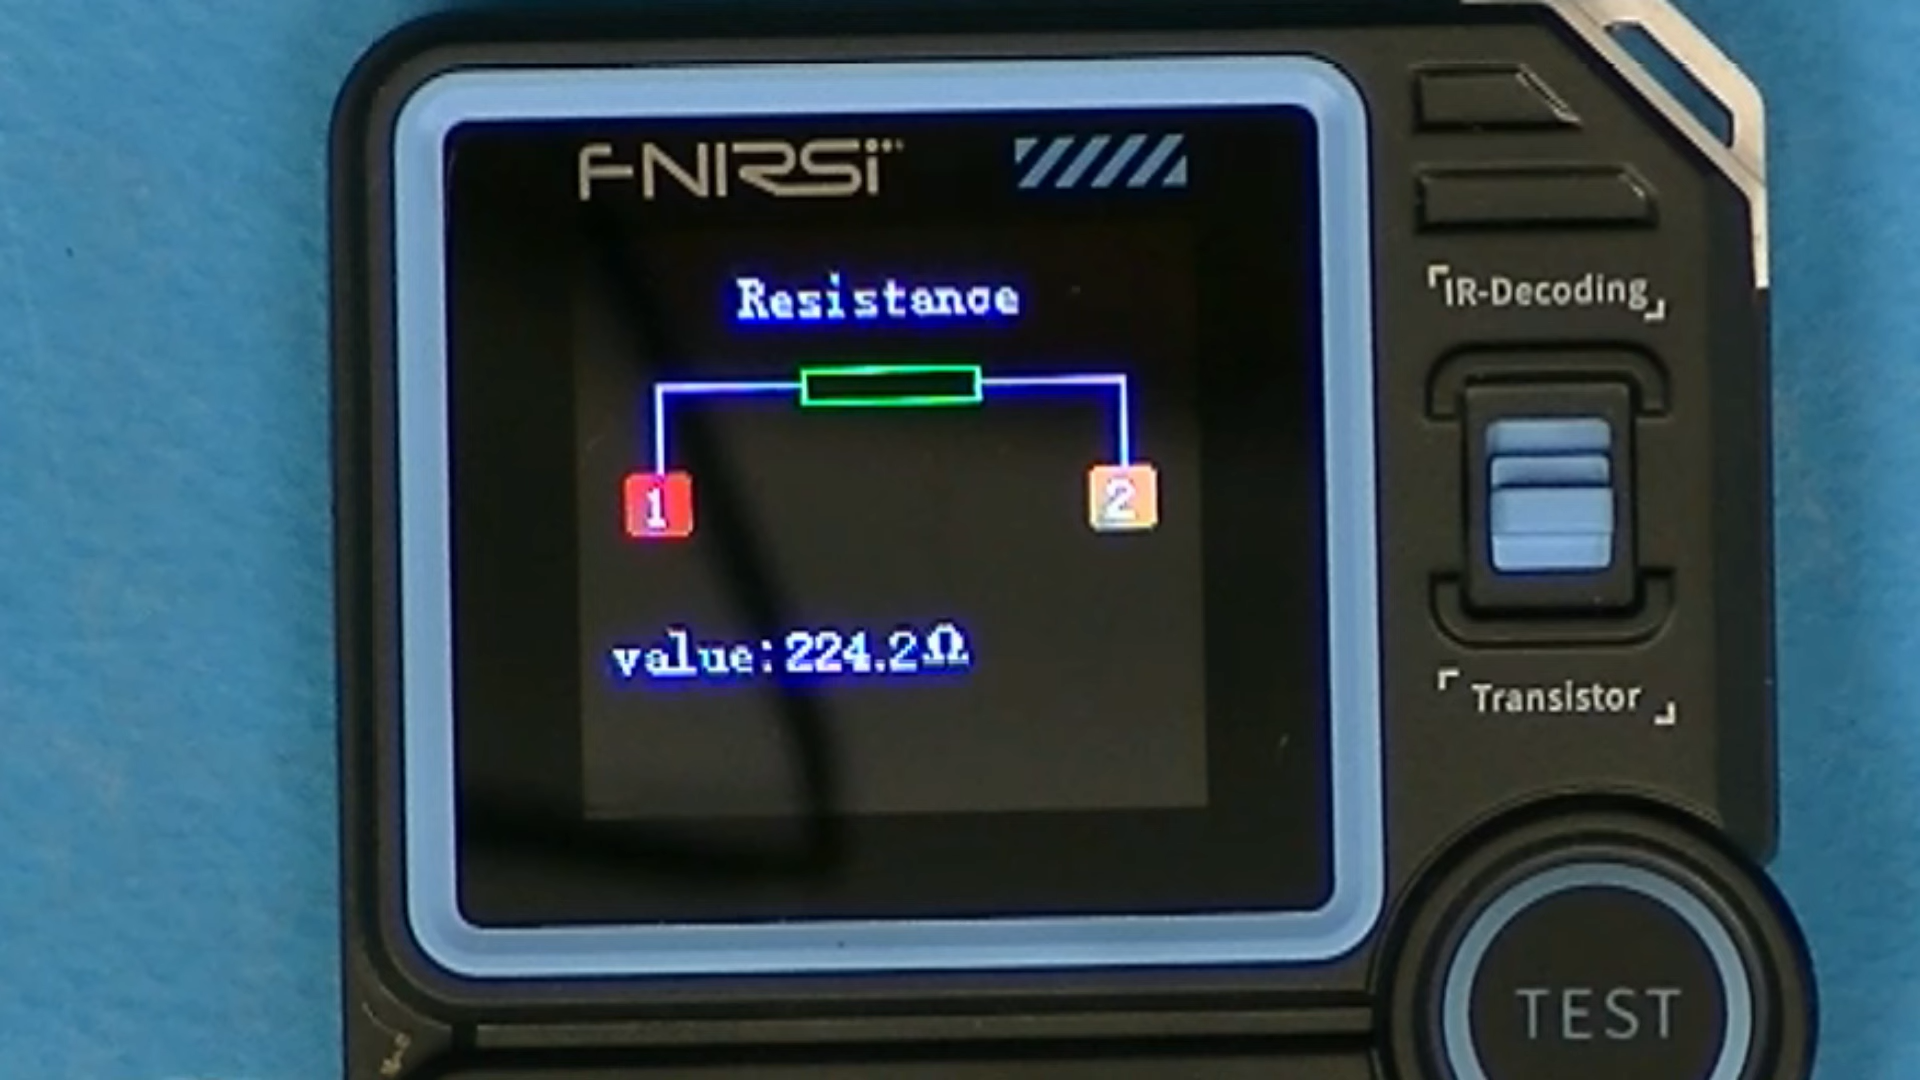 FNIRSI
Resistance
1
2
value:224.2Ω
IR-Decoding
Transistor
TEST